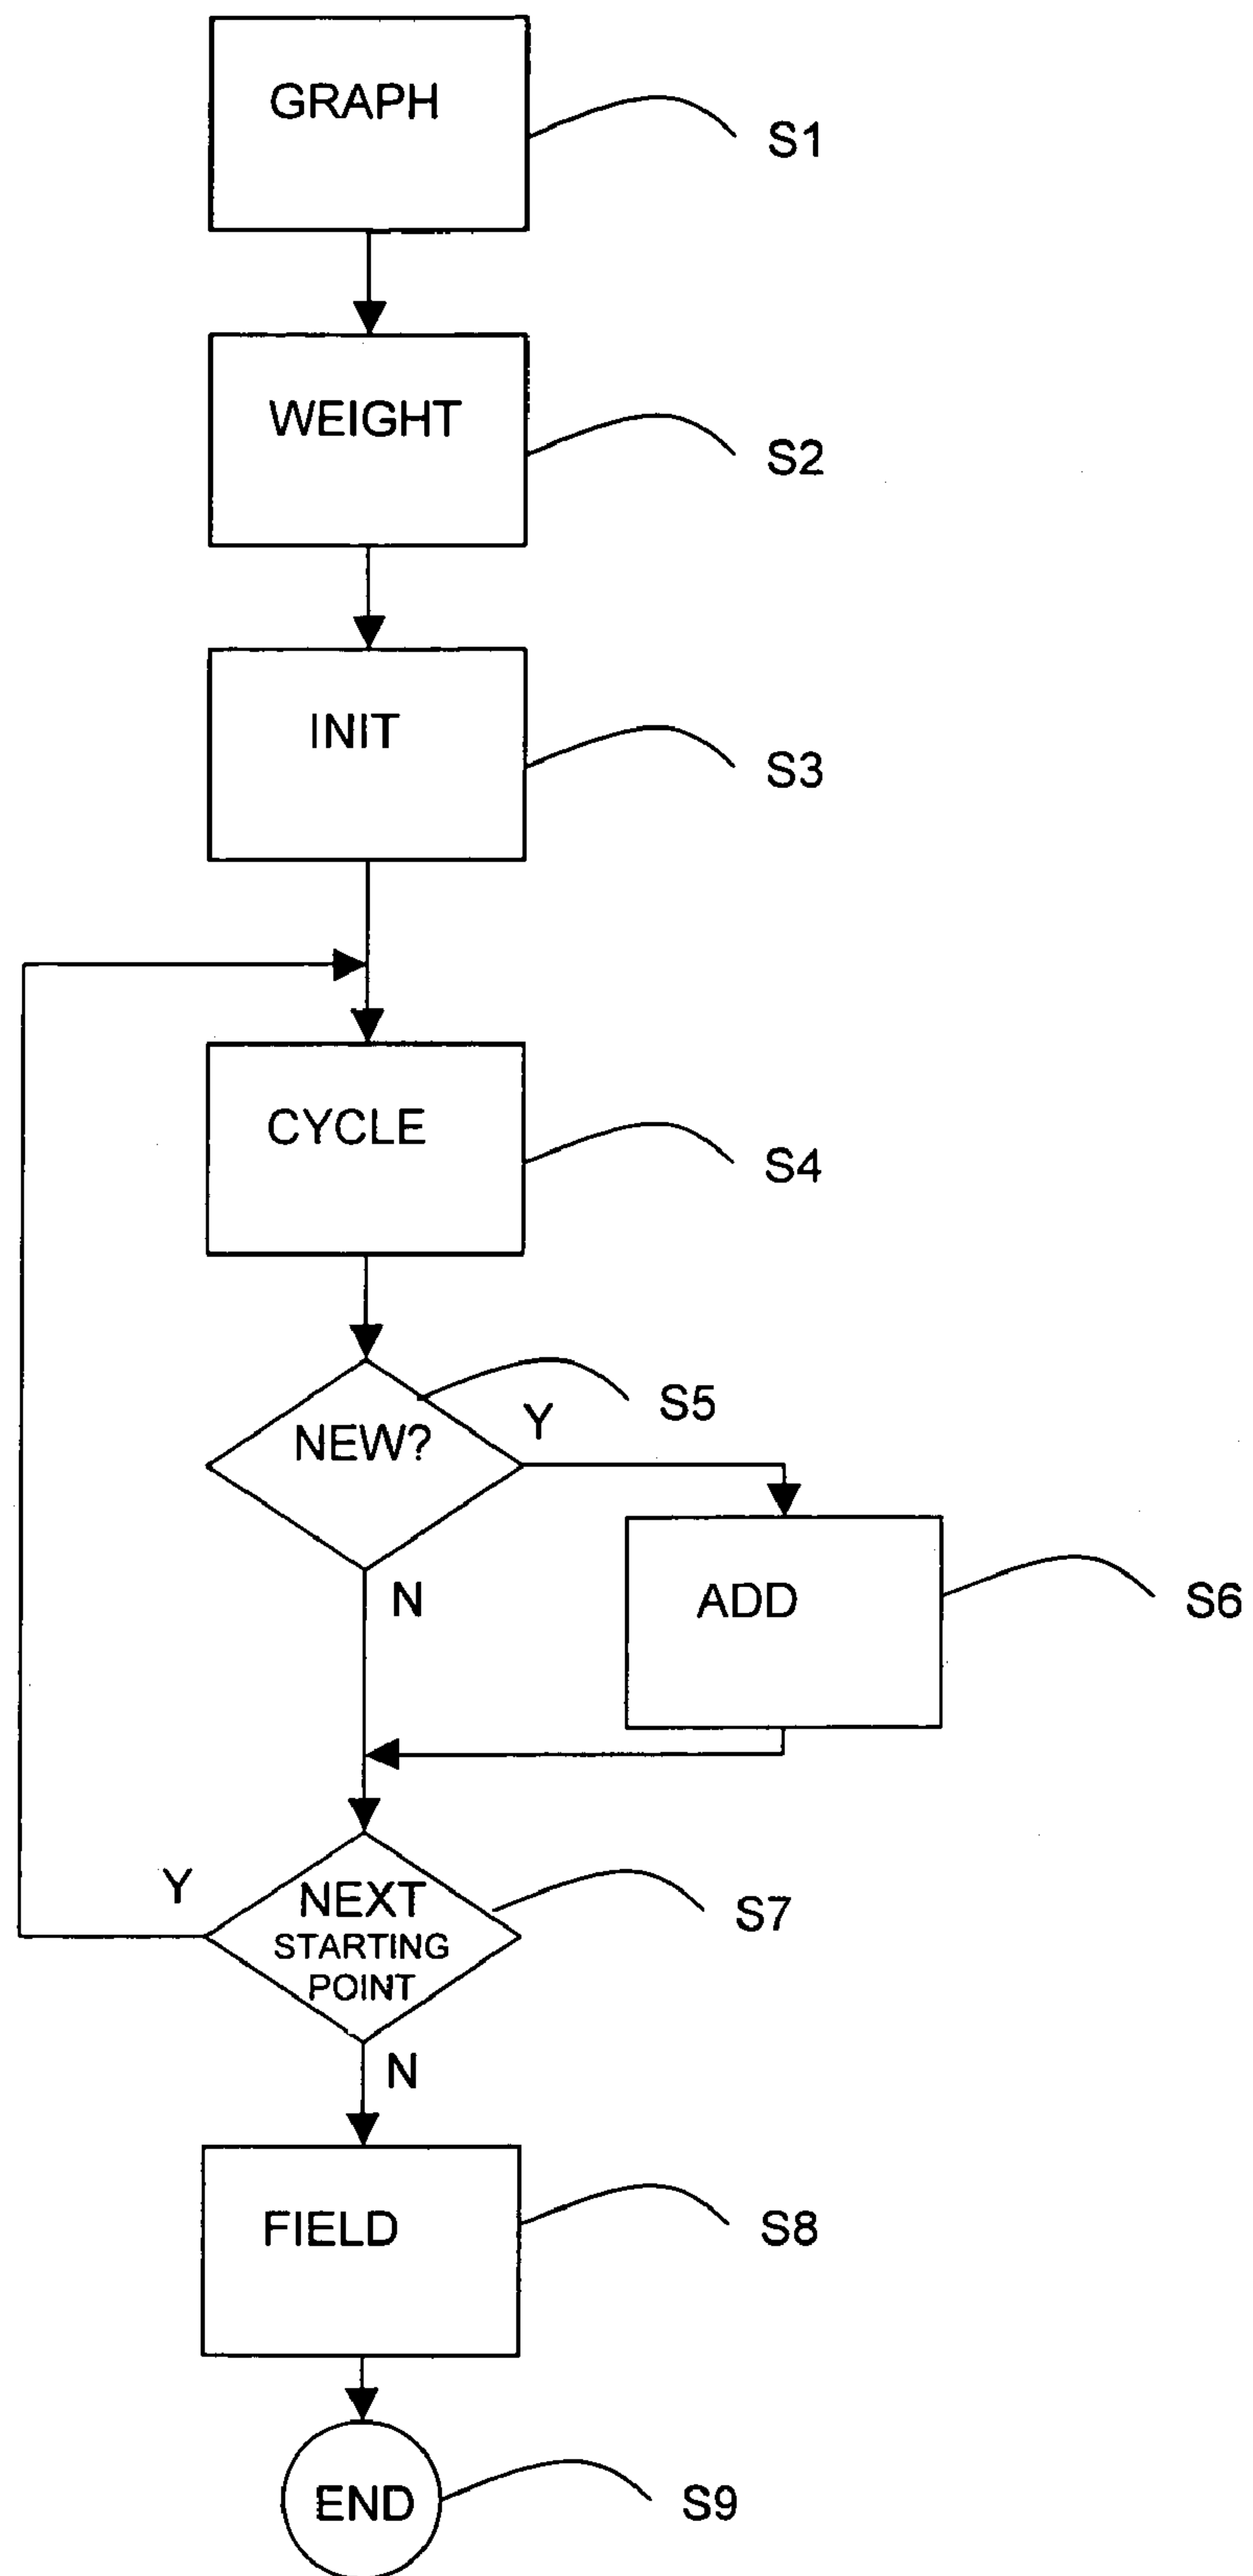 GRAPH
S1
WEIGHT
S2
INIT
S3
CYCLE
S4
NEW?
S5
Y
N
ADD
S6
Y
NEXT
STARTING
POINT
S7
N
FIELD
S8
END
S9